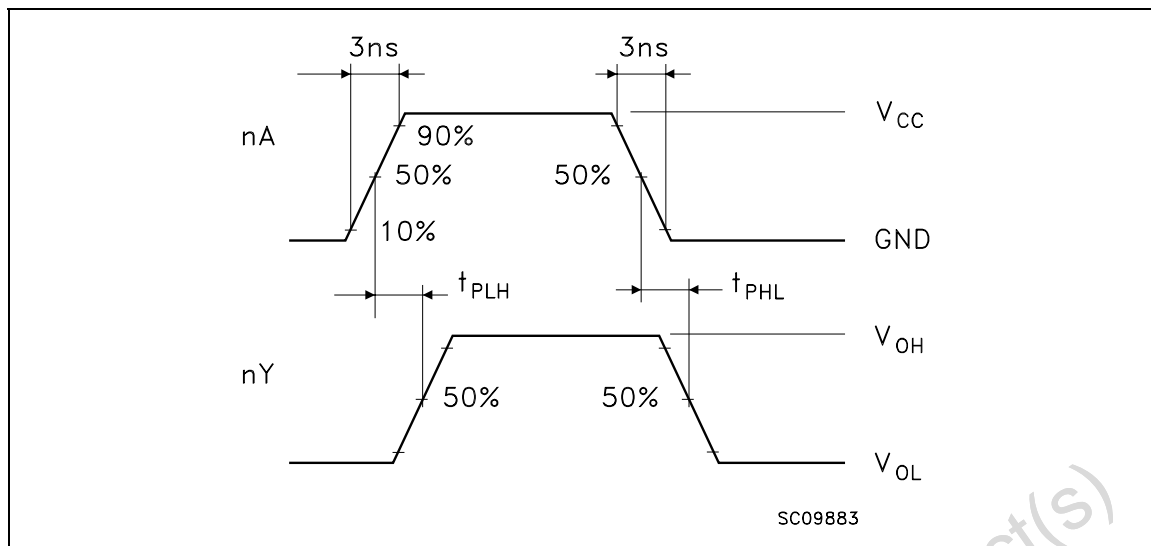 3ns 3ns
nA
V_CC
90%
50% 50%
10%
GND
t_PLH t_PHL
V_OH
nY
50% 50%
V_OL
SC09883